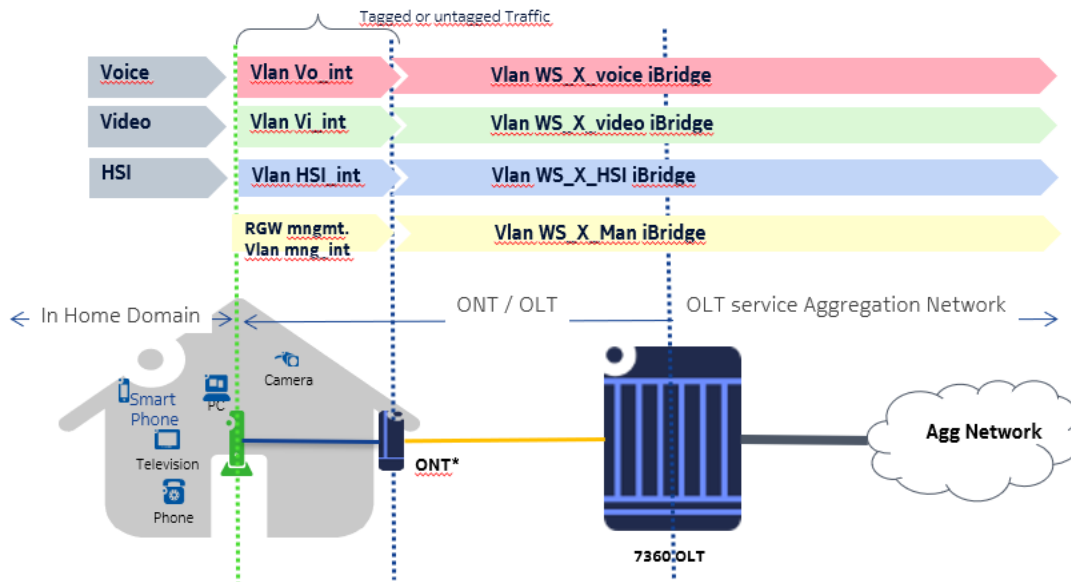 Tagged or untagged Traffic
Voice
Vlan Vo_int
Vlan WS_X_voice iBridge
Video
Vlan Vi_int
Vlan WS_X_video iBridge
HSI
Vlan HSI_int
Vlan WS_X_HSI iBridge
RGW mngmt.
Vlan mng_int
Vlan WS_X_Man iBridge
In Home Domain
ONT / OLT
OLT service Aggregation Network
Camera
Smart
Phone
PC
Television
Phone
ONT*
Agg Network
7360 OLT